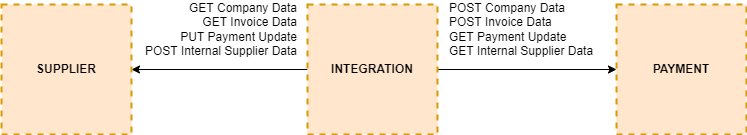 GET Company Data
GET Invoice Data
PUT Payment Update
POST Internal Supplier Data
POST Company Data
POST Invoice Data
GET Payment Update
GET Internal Supplier Data
SUPPLIER
INTEGRATION
PAYMENT